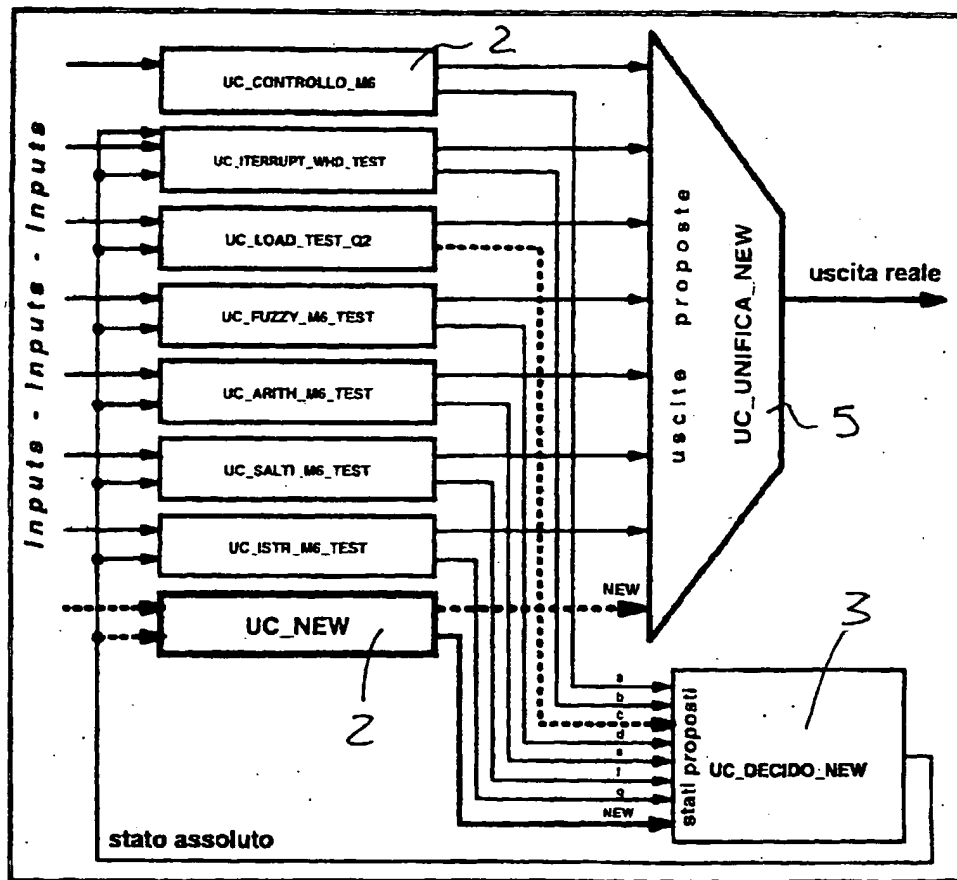 Inputs - Inputs - Inputs
UC_CONTROLLO_M6
2
UC_ITERRUPT_WHD_TEST
UC_LOAD_TEST_Q2
UC_FUZZY_M6_TEST
UC_ARITH_M6_TEST
UC_SALTI_M6_TEST
UC_ISTR_M6_TEST
UC_NEW
2
uscite proposte
UC_UNIFICA_NEW
5
uscita reale
NEW
a
b
c
d
e
f
g
NEW
stati proposti
UC_DECIDO_NEW
3
stato assoluto